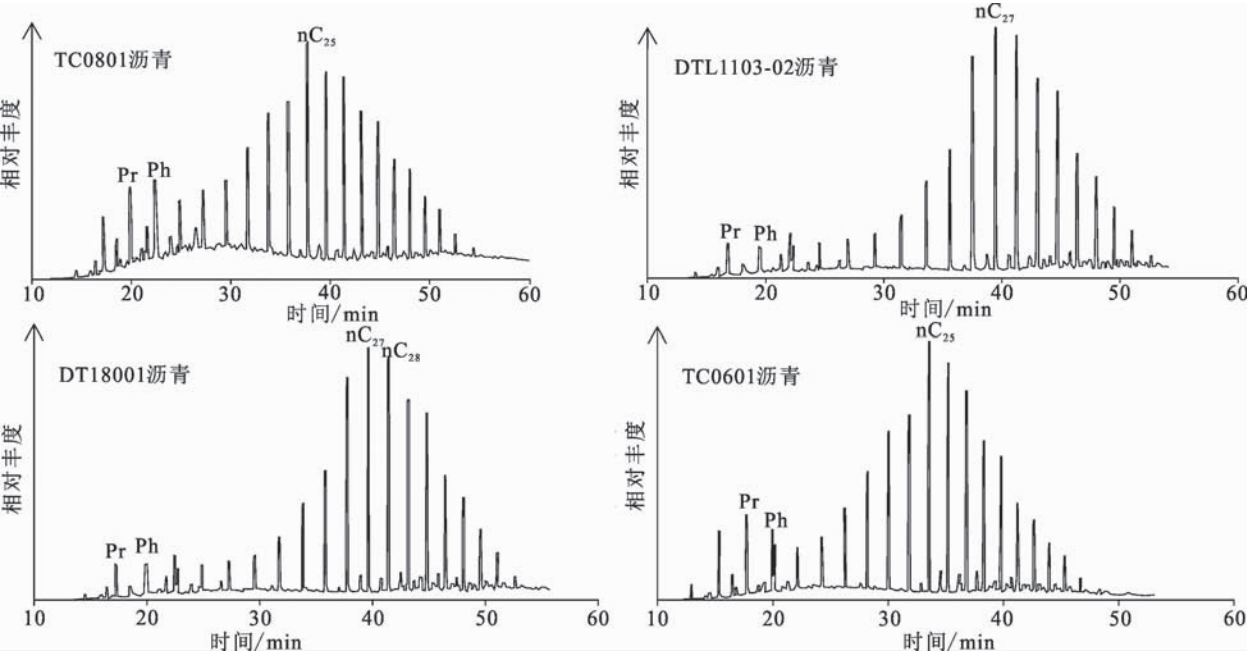 nC₂₅
TC0801沥青
Pr
Ph
相对丰度
10
20
30
40
50
60
时间/min
nC₂₇
DTL1103-02沥青
Pr
Ph
相对丰度
10
20
30
40
50
60
时间/min
nC₂₇
nC₂₈
DT18001沥青
Pr
Ph
相对丰度
10
20
30
40
50
60
时间/min
nC₂₅
TC0601沥青
Pr
Ph
相对丰度
10
20
30
40
50
60
时间/min